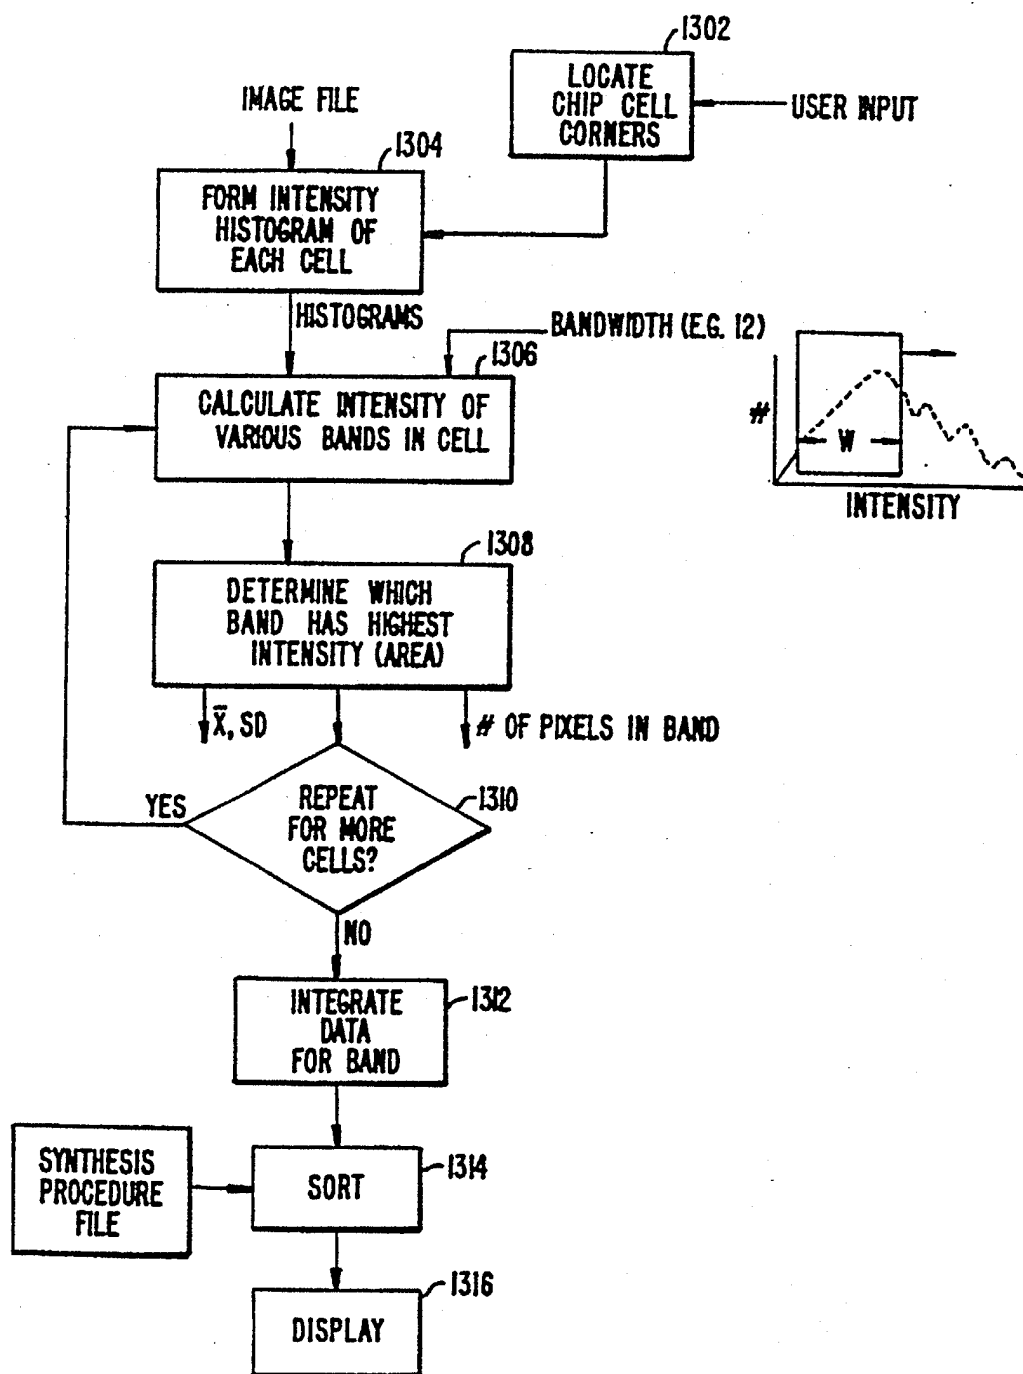 1302
LOCATE
CHIP CELL
CORNERS
USER INPUT
IMAGE FILE
1304
FORM INTENSITY
HISTOGRAM OF
EACH CELL
HISTOGRAMS
BANDWIDTH (E.G. 12)
1306
CALCULATE INTENSITY OF
VARIOUS BANDS IN CELL
#
W
INTENSITY
1308
DETERMINE WHICH
BAND HAS HIGHEST
INTENSITY (AREA)
X̄, SD
# OF PIXELS IN BAND
YES
REPEAT
FOR MORE
CELLS?
1310
NO
INTEGRATE
DATA
FOR BAND
1312
SYNTHESIS
PROCEDURE
FILE
SORT
1314
DISPLAY
1316